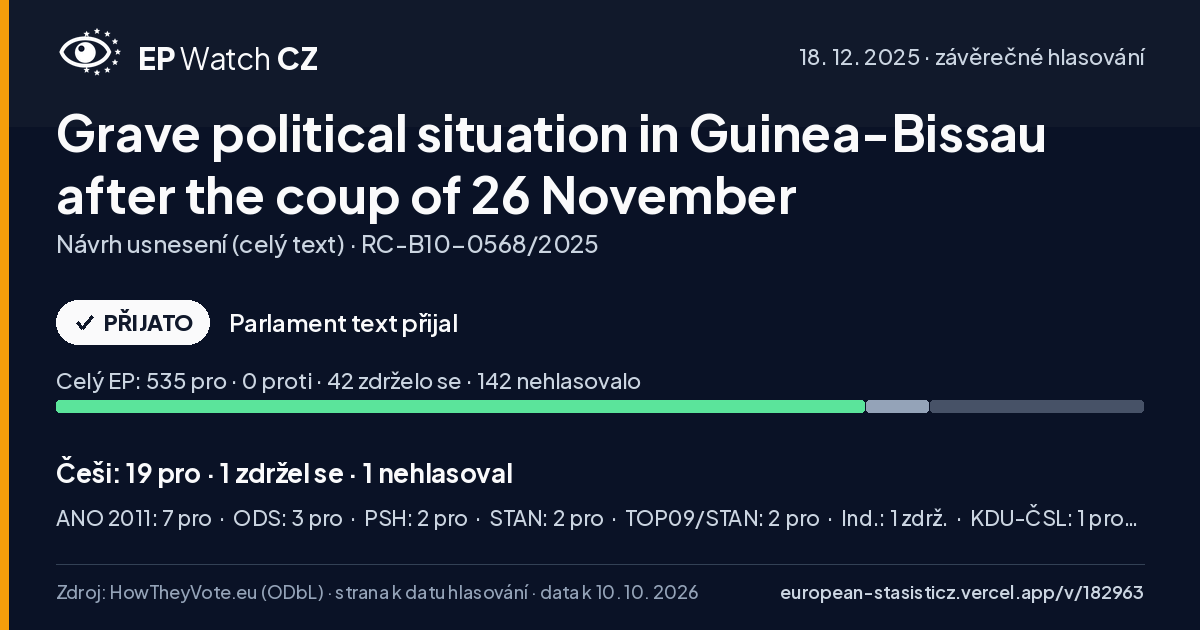 EP Watch CZ
18. 12. 2025 · závěrečné hlasování
Grave political situation in Guinea-Bissau
after the coup of 26 November
Návrh usnesení (celý text) · RC-B10-0568/2025
✓ PŘIJATO
Parlament text přijal
Celý EP: 535 pro · 0 proti · 42 zdrželo se · 142 nehlasovalo
Češi: 19 pro · 1 zdržel se · 1 nehlasoval
ANO 2011: 7 pro · ODS: 3 pro · PSH: 2 pro · STAN: 2 pro · TOP09/STAN: 2 pro · Ind.: 1 zdrž. · KDU-ČSL: 1 pro…
Zdroj: HowTheyVote.eu (ODbL) · strana k datu hlasování · data k 10. 10. 2026
european-stasisticz.vercel.app/v/182963